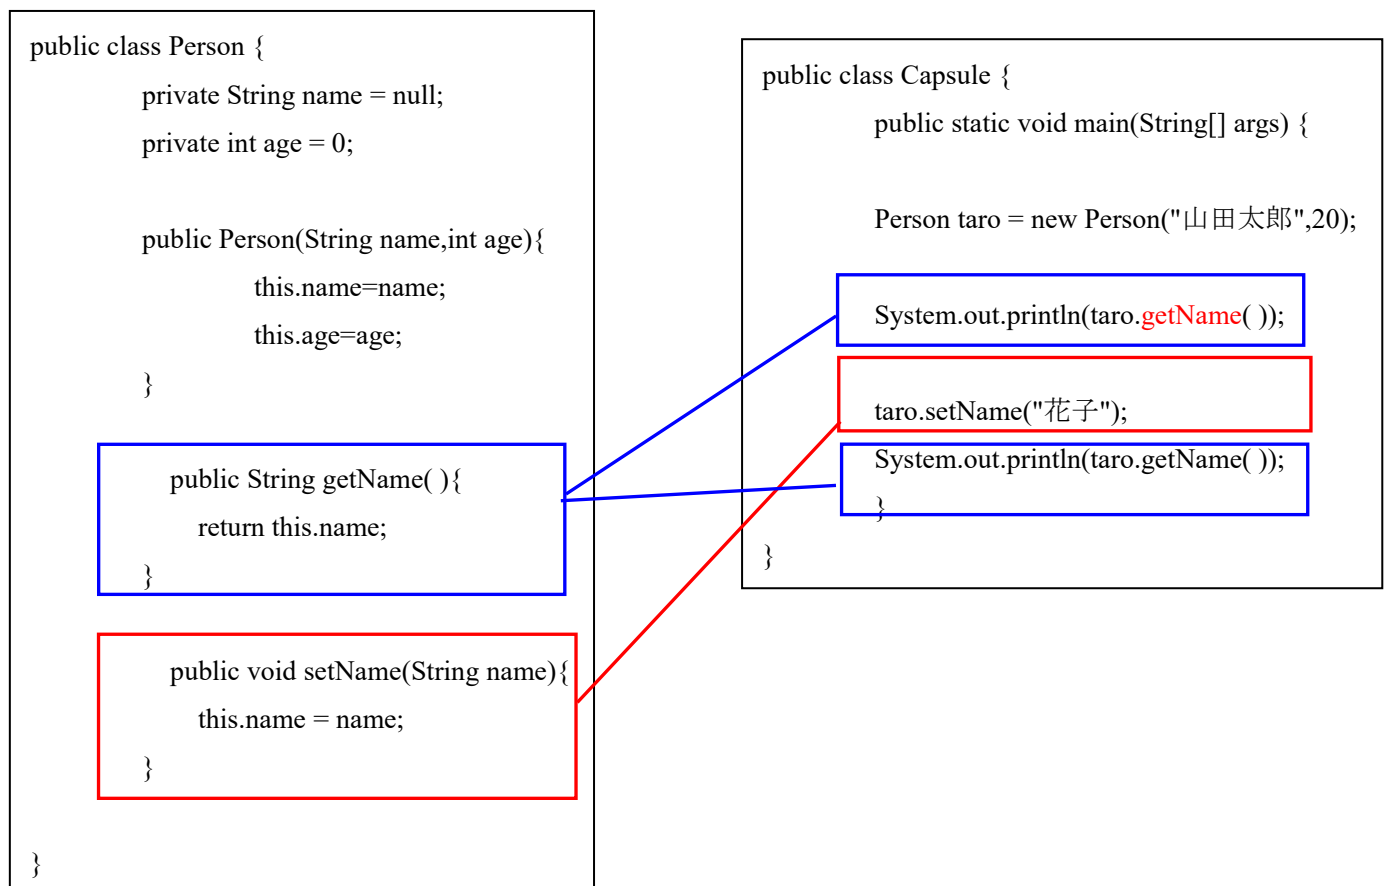 public class Person {
private String name = null;
private int age = 0;
public Person(String name,int age){
this.name=name;
this.age=age;
}
public String getName( ){
return this.name;
}
public void setName(String name){
this.name = name;
}
}
public class Capsule {
public static void main(String[] args) {
Person taro = new Person("山田太郎",20);
System.out.println(taro.getName( ));
taro.setName("花子");
System.out.println(taro.getName( ));
}
}